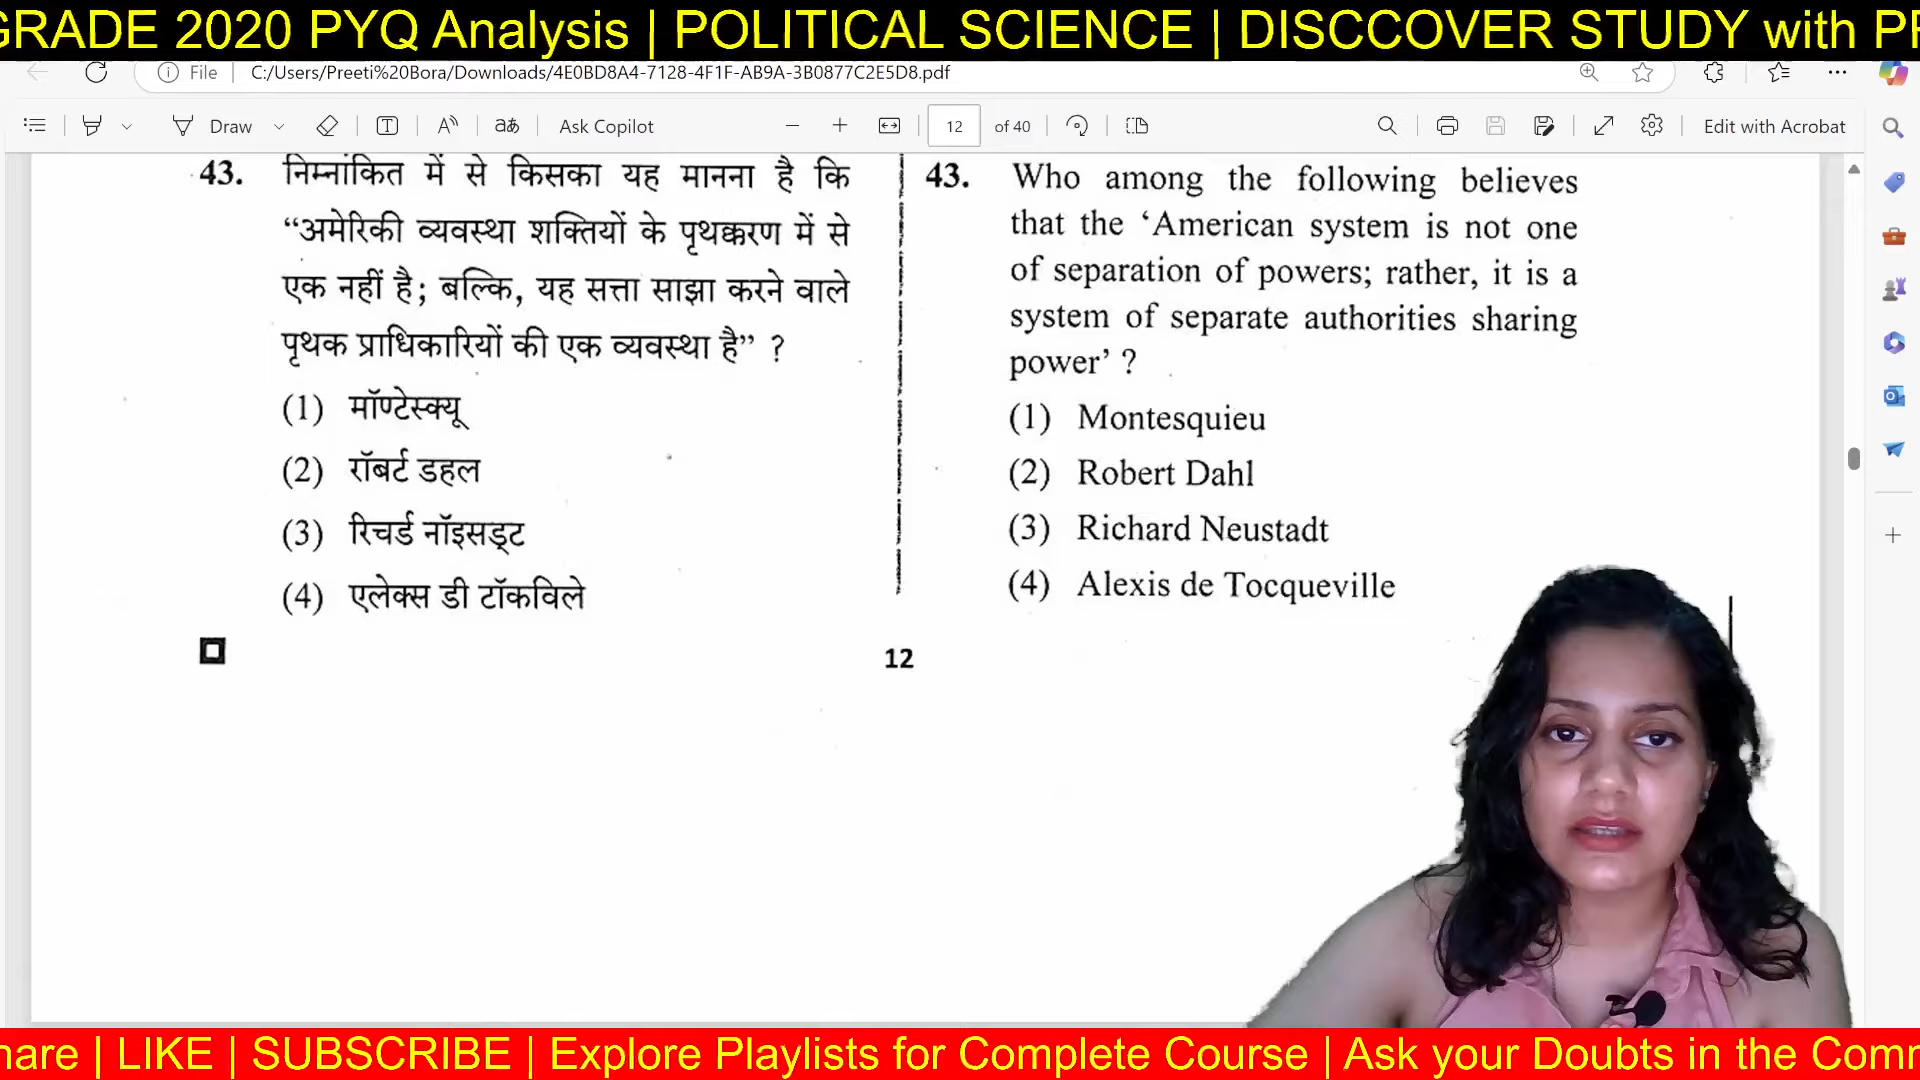 GRADE 2020 PYQ Analysis | POLITICAL SCIENCE | DISCCOVER STUDY with PR
File | C:/Users/Preeti%20Bora/Downloads/4E0BD8A4-7128-4F1F-AB9A-3B0877C2E5D8.pdf
Draw aあ Ask Copilot 12 of 40 Edit with Acrobat
43. निम्नांकित में से किसका यह मानना है कि
“अमेरिकी व्यवस्था शक्तियों के पृथक्करण में से
एक नहीं है; बल्कि, यह सत्ता साझा करने वाले
पृथक प्राधिकारियों की एक व्यवस्था है” ?
(1) मॉण्टेस्क्यू
(2) रॉबर्ट डहल
(3) रिचर्ड नॉइसड्ट
(4) एलेक्स डी टॉकविले
43. Who among the following believes
that the ‘American system is not one
of separation of powers; rather, it is a
system of separate authorities sharing
power’ ?
(1) Montesquieu
(2) Robert Dahl
(3) Richard Neustadt
(4) Alexis de Tocqueville
12
hare | LIKE | SUBSCRIBE | Explore Playlists for Complete Course | Ask your Doubts in the Comm